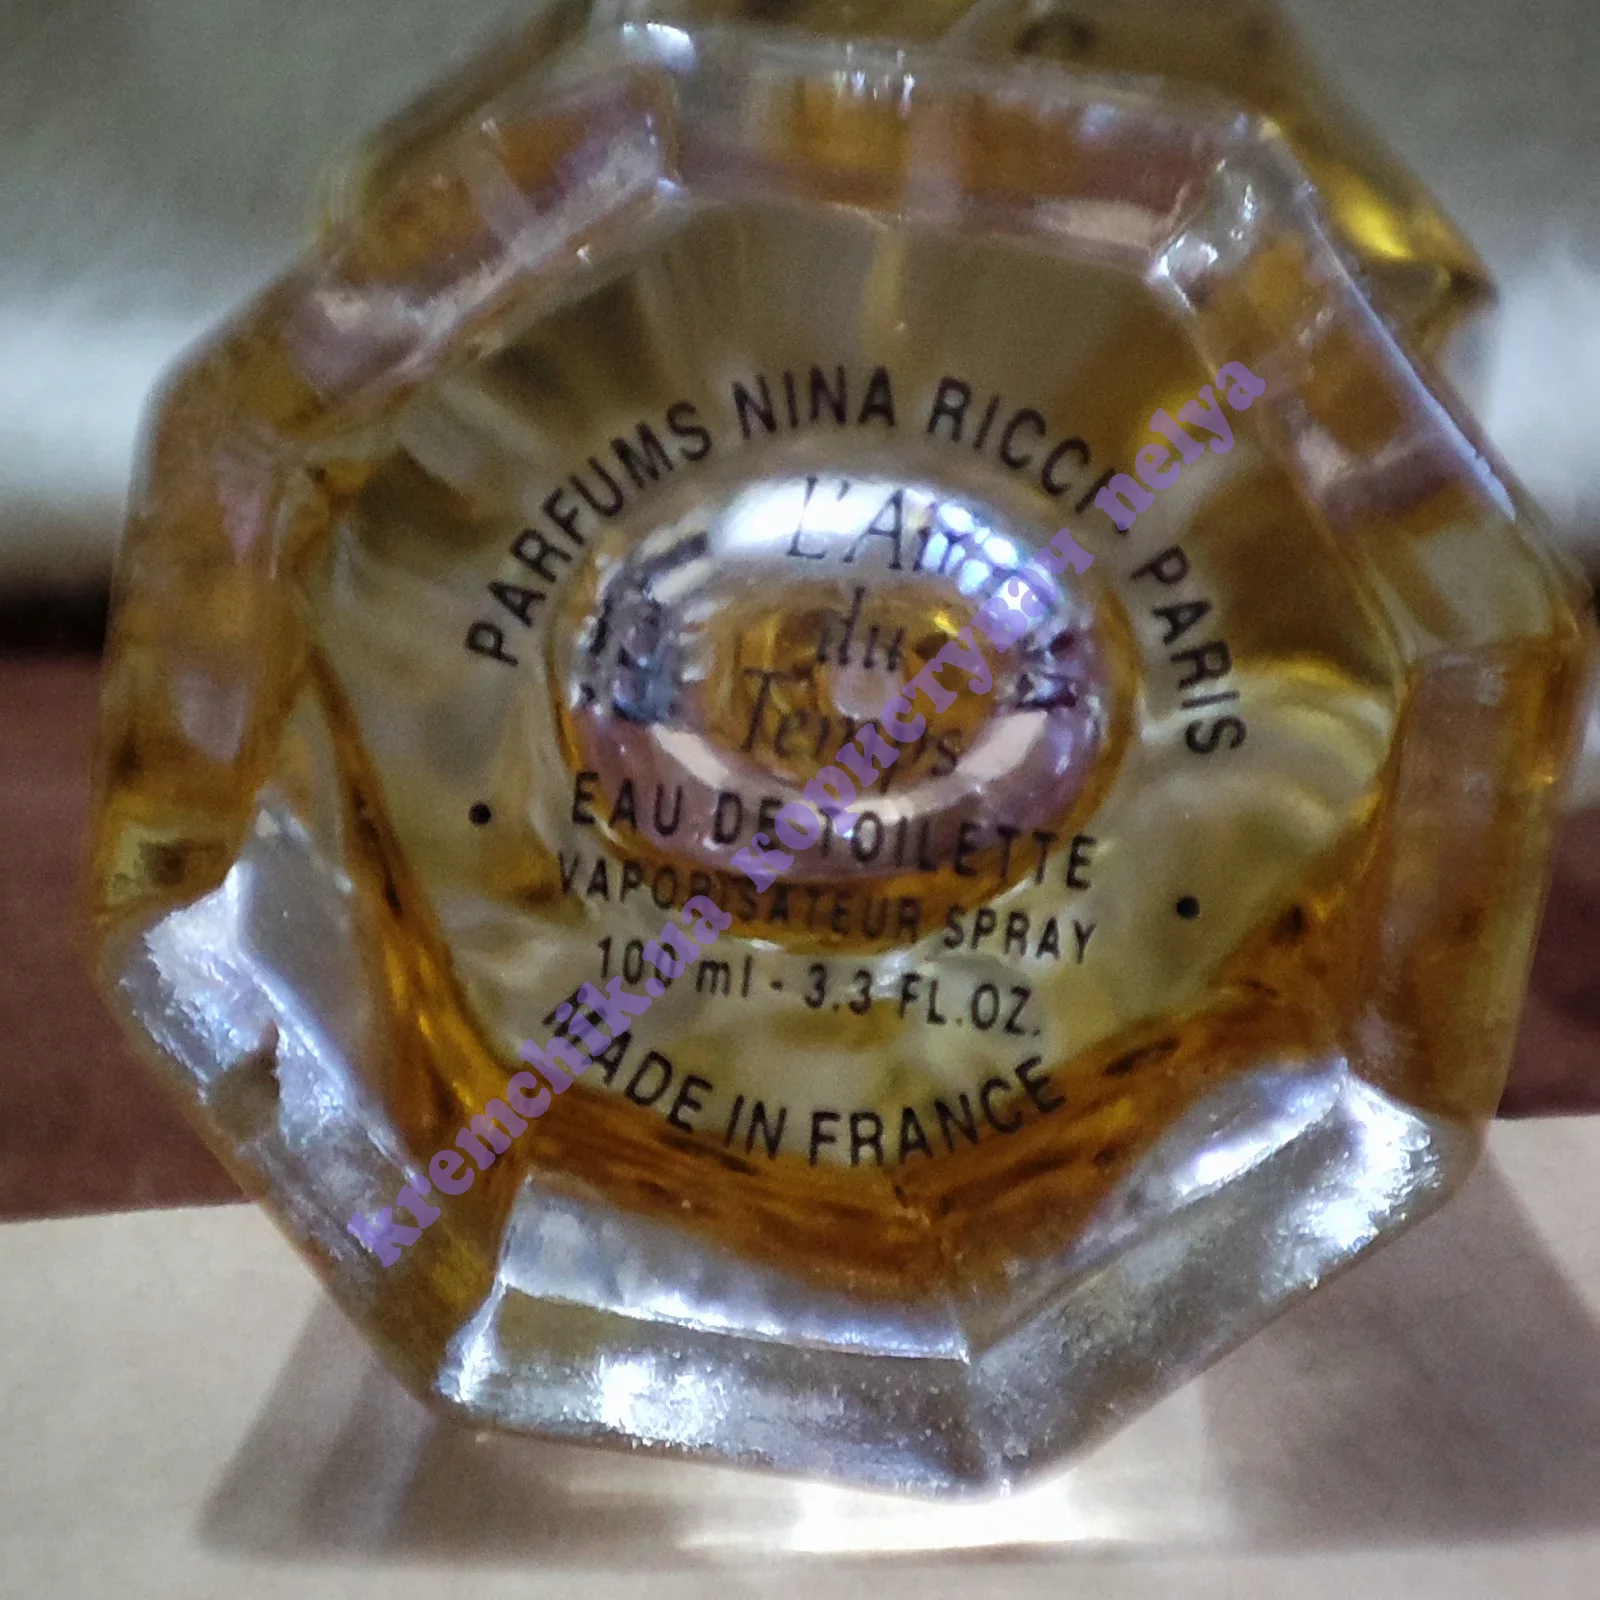 PARFUMS NINA RICCI. PARIS
L'Air
du
Temps
EAU DE TOILETTE
VAPORISATEUR SPRAY
100 ml - 3.3 FL.OZ.
MADE IN FRANCE
kremchik.ua користувач nelya